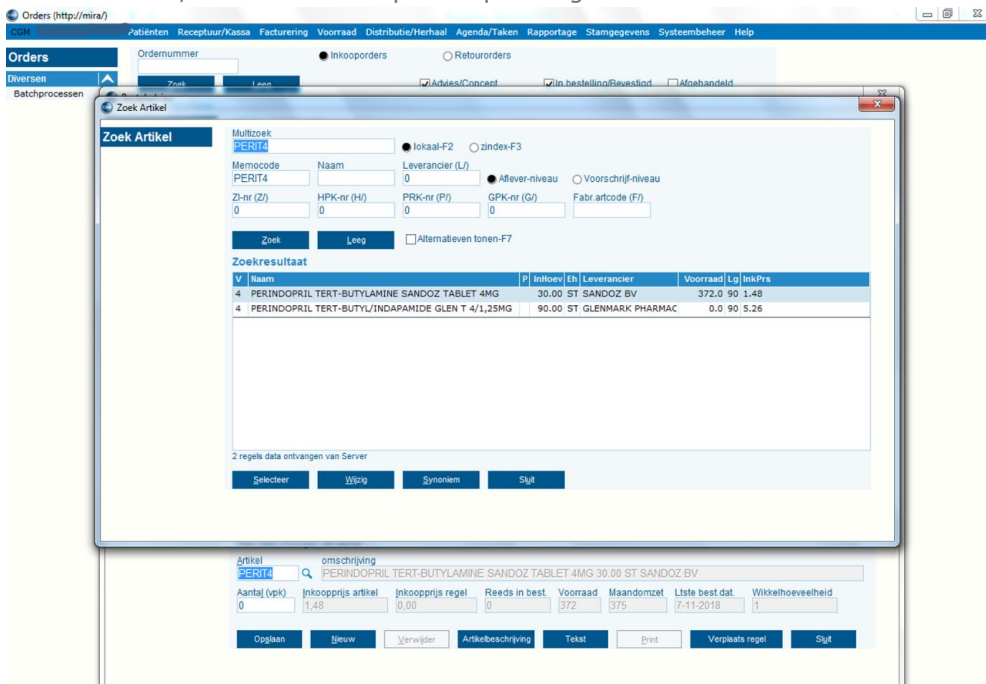 Orders (http://mira/)
CGM Patiënten Receptuur/Kassa Facturering Voorraad Distributie/Herhaal Agenda/Taken Rapportage Stamgegevens Systeembeheer Help
Orders
Ordernummer
Inkooporders Retourorders
Diversen
Zoek Leeg Advies/Concept In bestelling/Bevestigd Afgehandeld
Batchprocessen
Zoek Artikel
Zoek Artikel
Multizoek
PERIT4 lokaal-F2 zindex-F3
Memocode Naam Leverancier (L/)
PERIT4 0 Aflever-niveau Voorschrijf-niveau
ZI-nr (Z/) HPK-nr (H/) PRK-nr (P/) GPK-nr (G/) Fabr.artcode (F/)
0 0 0 0
Zoek Leeg Alternatieven tonen-F7
Zoekresultaat
V Naam P InHoev Eh Leverancier Voorraad Lg InkPrs
4 PERINDOPRIL TERT-BUTYLAMINE SANDOZ TABLET 4MG 30.00 ST SANDOZ BV 372.0 90 1.48
4 PERINDOPRIL TERT-BUTYL/INDAPAMIDE GLEN T 4/1,25MG 90.00 ST GLENMARK PHARMAC 0.0 90 5.26
2 regels data ontvangen van Server
Selecteer Wijzig Synoniem Sluit
Artikel omschrijving
PERIT4 PERINDOPRIL TERT-BUTYLAMINE SANDOZ TABLET 4MG 30.00 ST SANDOZ BV
Aantal (vpk) Inkoopprijs artikel Inkoopprijs regel Reeds in best. Voorraad Maandomzet Ltste best.dat. Wikkelhoeveelheid
0 1,48 0,00 0 372 375 7-11-2018 1
Opslaan Nieuw Verwijder Artikelbeschrijving Tekst Print Verplaats regel Sluit